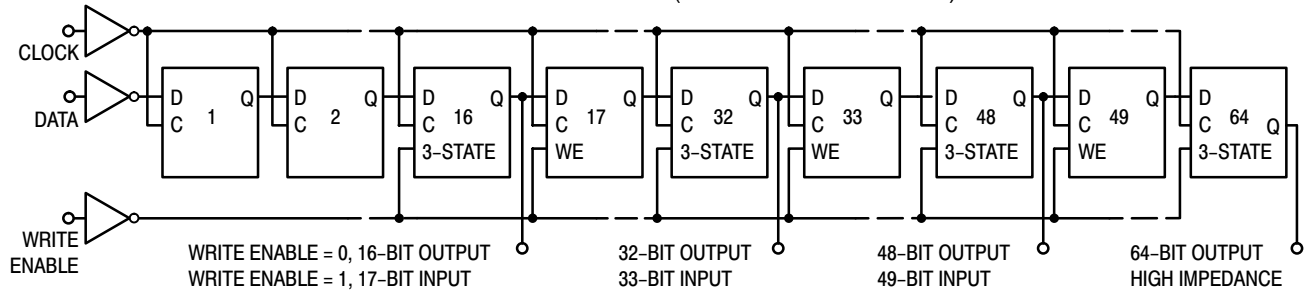 CLOCK
DATA
D Q
C
1
D Q
C
2
D Q
C
16
3–STATE
D Q
C
17
WE
D Q
C
32
3–STATE
D Q
C
33
WE
D Q
C
48
3–STATE
D Q
C
49
WE
D
C
64
Q
3–STATE
WRITE
ENABLE
WRITE ENABLE = 0, 16–BIT OUTPUT
WRITE ENABLE = 1, 17–BIT INPUT
32–BIT OUTPUT
33–BIT INPUT
48–BIT OUTPUT
49–BIT INPUT
64–BIT OUTPUT
HIGH IMPEDANCE